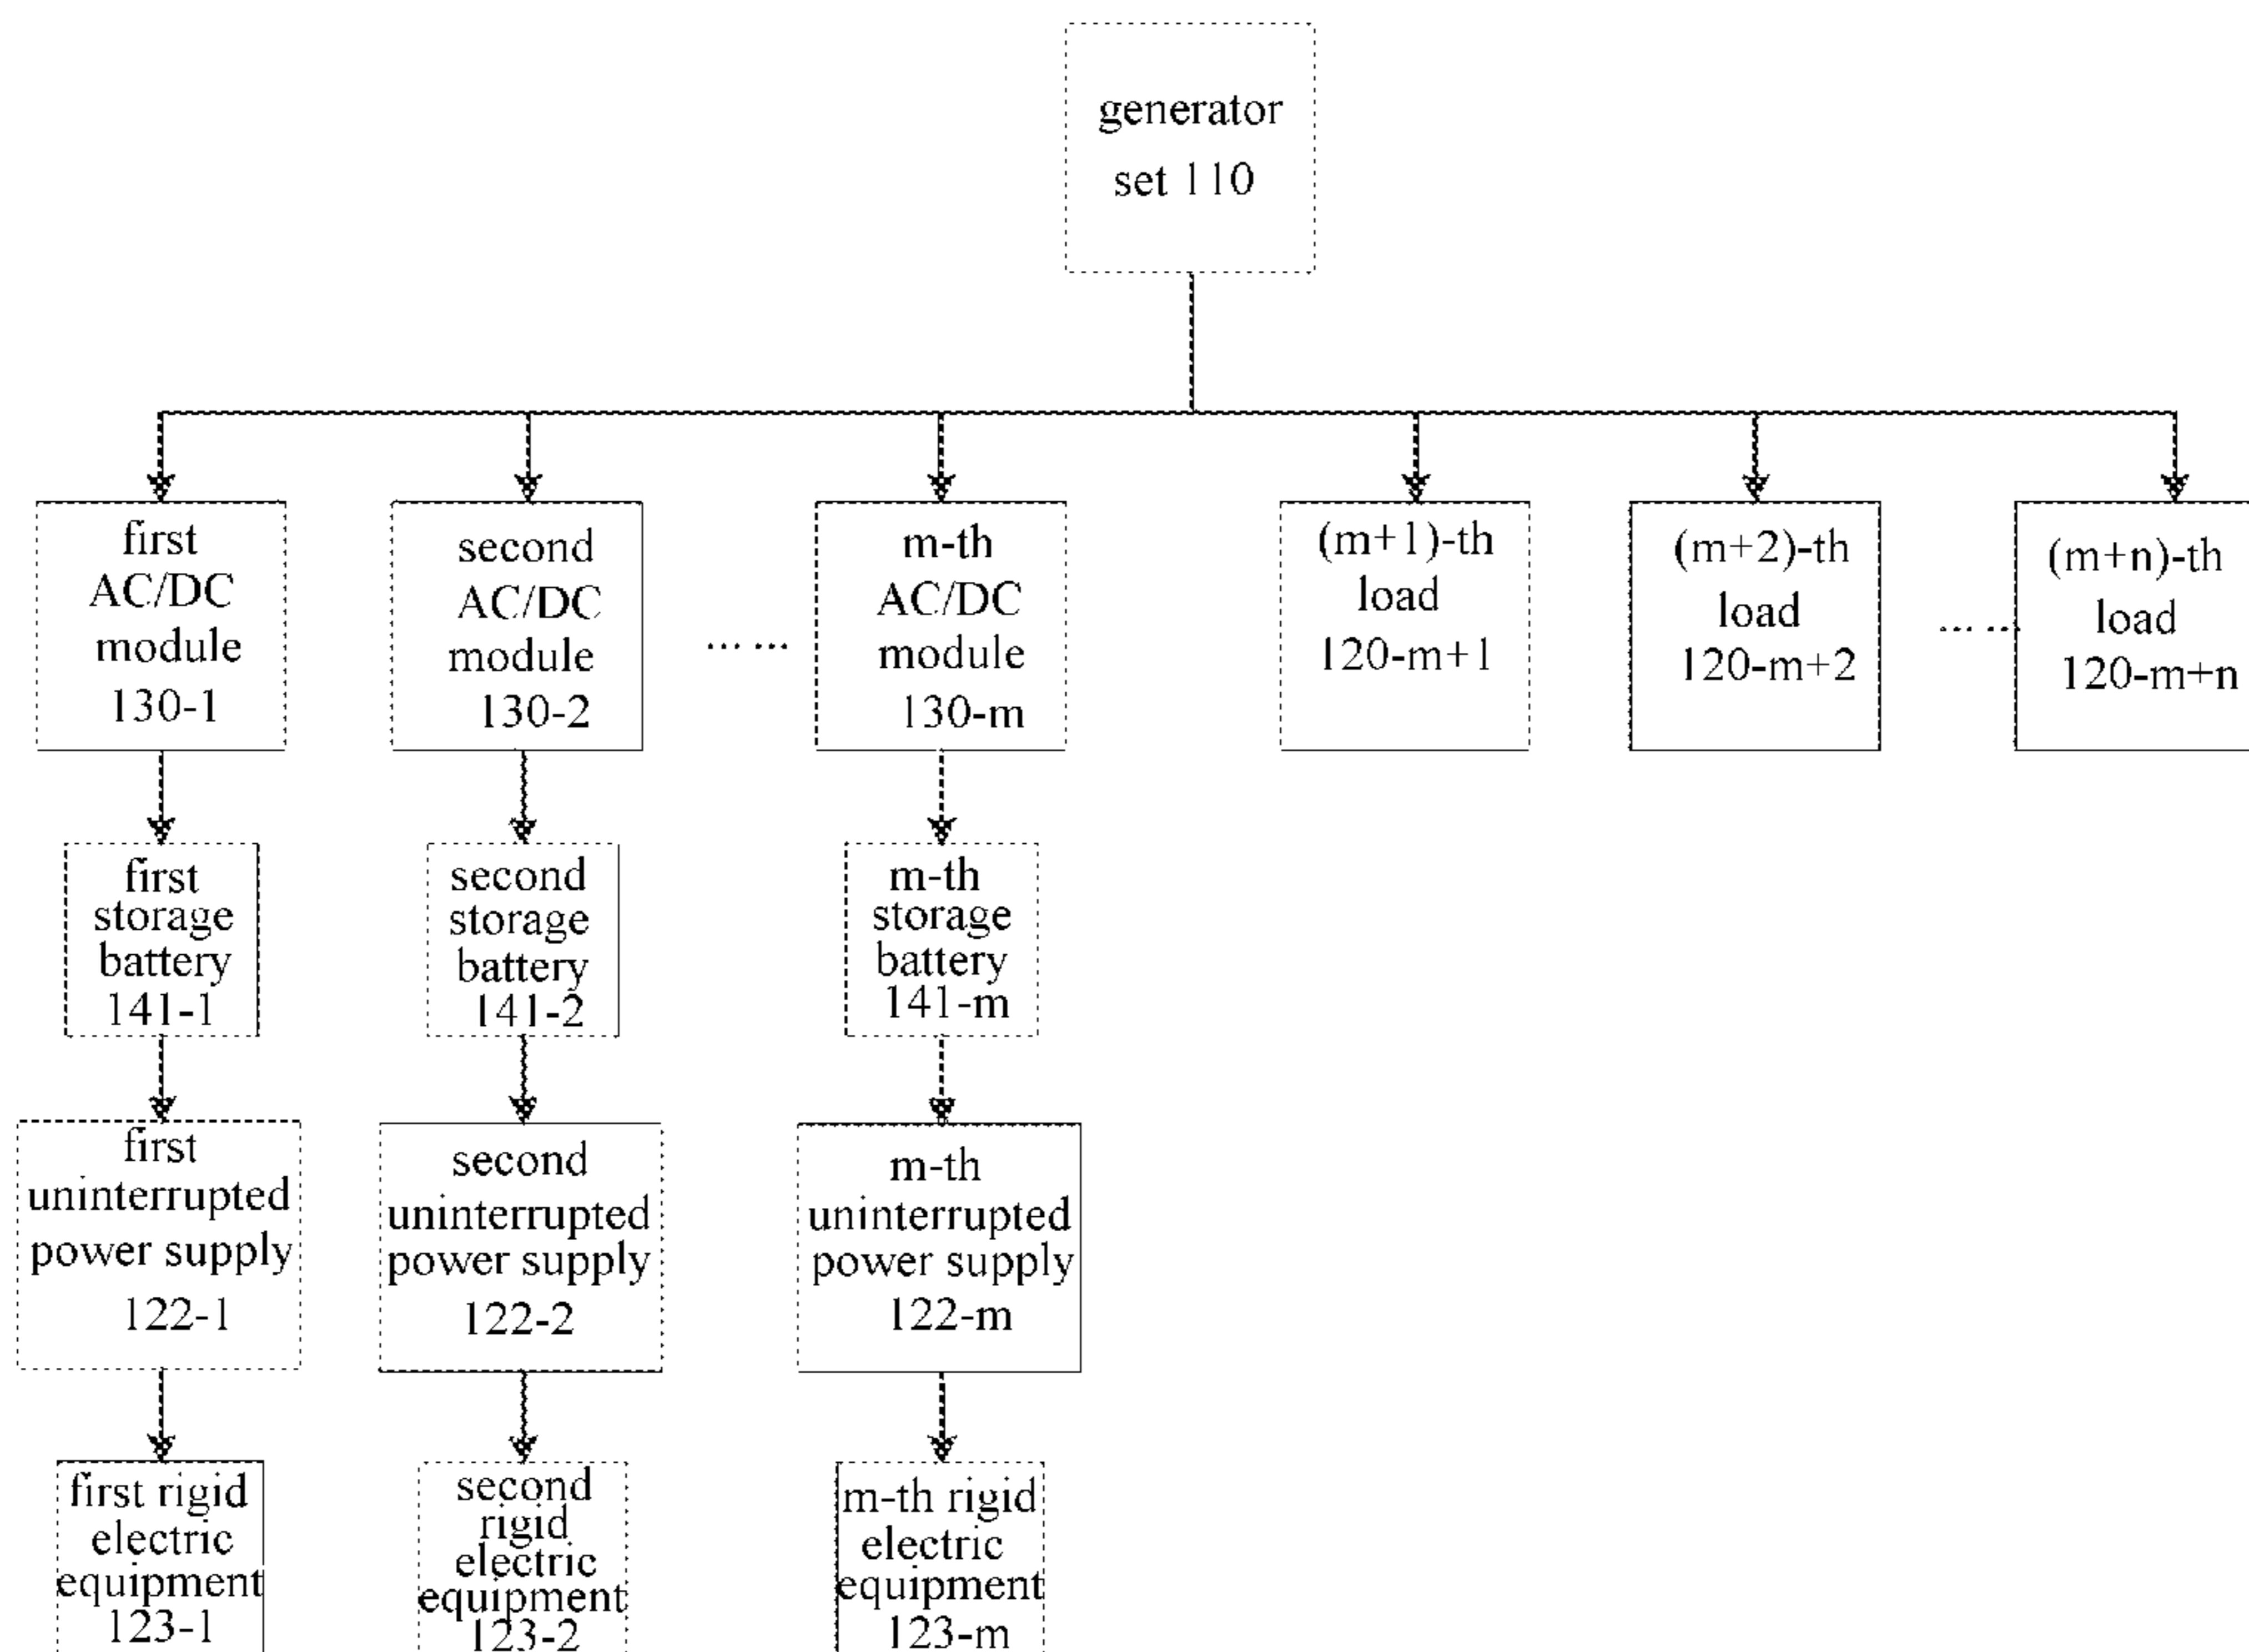 generator
set 110
first
AC/DC
module
130-1
second
AC/DC
module
130-2
... ...
m-th
AC/DC
module
130-m
(m+1)-th
load
120-m+1
(m+2)-th
load
120-m+2
... ...
(m+n)-th
load
120-m+n
first
storage
battery
141-1
second
storage
battery
141-2
m-th
storage
battery
141-m
first
uninterrupted
power supply
122-1
second
uninterrupted
power supply
122-2
m-th
uninterrupted
power supply
122-m
first rigid
electric
equipment
123-1
second
rigid
electric
equipment
123-2
m-th rigid
electric
equipment
123-m